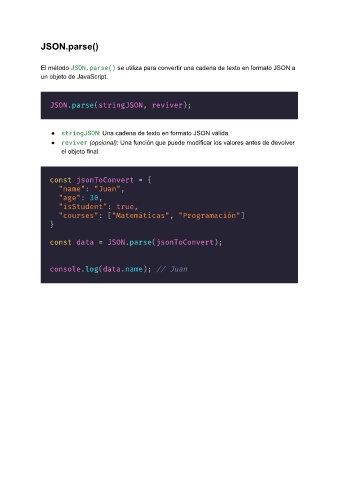 JSON.parse()
El método JSON.parse() se utiliza para convertir una cadena de texto en formato JSON a
un objeto de JavaScript.
JSON.parse(stringJSON, reviver);
● stringJSON: Una cadena de texto en formato JSON válida.
● reviver (opcional): Una función que puede modificar los valores antes de devolver
el objeto final.
const jsonToConvert = {
"name": "Juan",
"age": 30,
"isStudent": true,
"courses": ["Matemáticas", "Programación"]
}
const data = JSON.parse(jsonToConvert);
console.log(data.name); // Juan